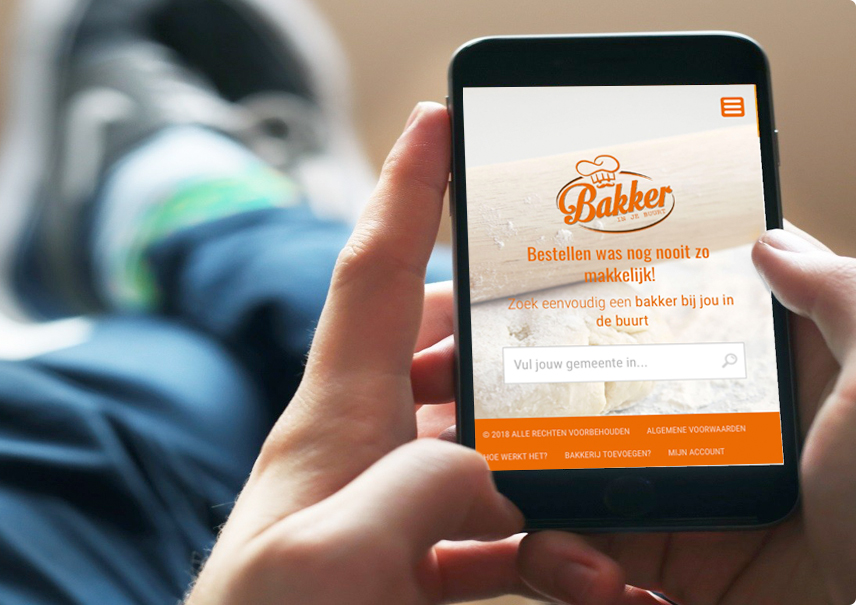 Bakker
IN JE BUURT
Bestellen was nog nooit zo
makkelijk!
Zoek eenvoudig een bakker bij jou in
de buurt
Vul jouw gemeente in...
© 2018 ALLE RECHTEN VOORBEHOUDEN ALGEMENE VOORWAARDEN
HOE WERKT HET? BAKKERIJ TOEVOEGEN? MIJN ACCOUNT